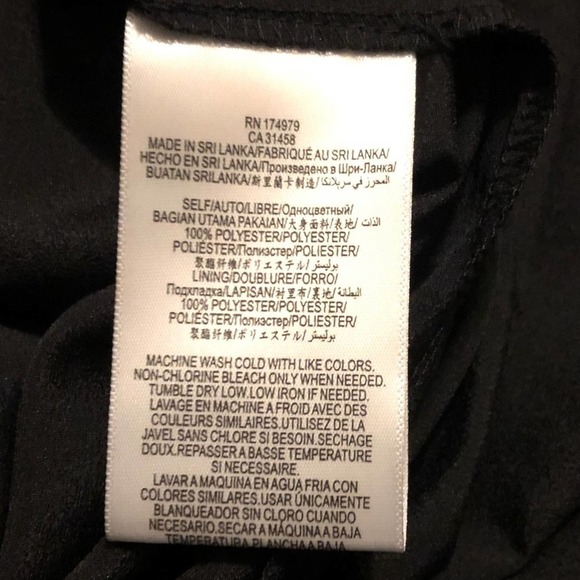 RN 174979
CA 31458
MADE IN SRI LANKA/FABRIQUÉ AU SRI LANKA/
HECHO EN SRI LANKA/Произведено в Шри-Ланка/
BUATAN SRILANKA/斯里蘭卡制造/المحرز في سريلانكا
SELF/AUTO/LIBRE/Одноцветный/
BAGIAN UTAMA PAKAIAN/大身面料/表地/الذات
100% POLYESTER/POLYESTER/
POLIÉSTER/Полиэстер/POLIESTER/
聚酯纤维/ポリエステル/بوليستر
LINING/DOUBLURE/FORRO/
Подкладка/LAPISAN/衬里布/裏地/البطانة
100% POLYESTER/POLYESTER/
POLIÉSTER/Полиэстер/POLIESTER/
聚酯纤维/ポリエステル/بوليستر
MACHINE WASH COLD WITH LIKE COLORS.
NON-CHLORINE BLEACH ONLY WHEN NEEDED.
TUMBLE DRY LOW.LOW IRON IF NEEDED.
LAVAGE EN MACHINE A FROID AVEC DES
COULEURS SIMILAIRES.UTILISEZ DE LA
JAVEL SANS CHLORE SI BESOIN.SECHAGE
DOUX.REPASSER A BASSE TEMPERATURE
SI NECESSAIRE.
LAVAR A MAQUINA EN AGUA FRIA CON
COLORES SIMILARES.USAR ÚNICAMENTE
BLANQUEADOR SIN CLORO CUANDO
NECESARIO.SECAR A MÁQUINA A BAJA
TEMPERATURA.PLANCHA A BAJA